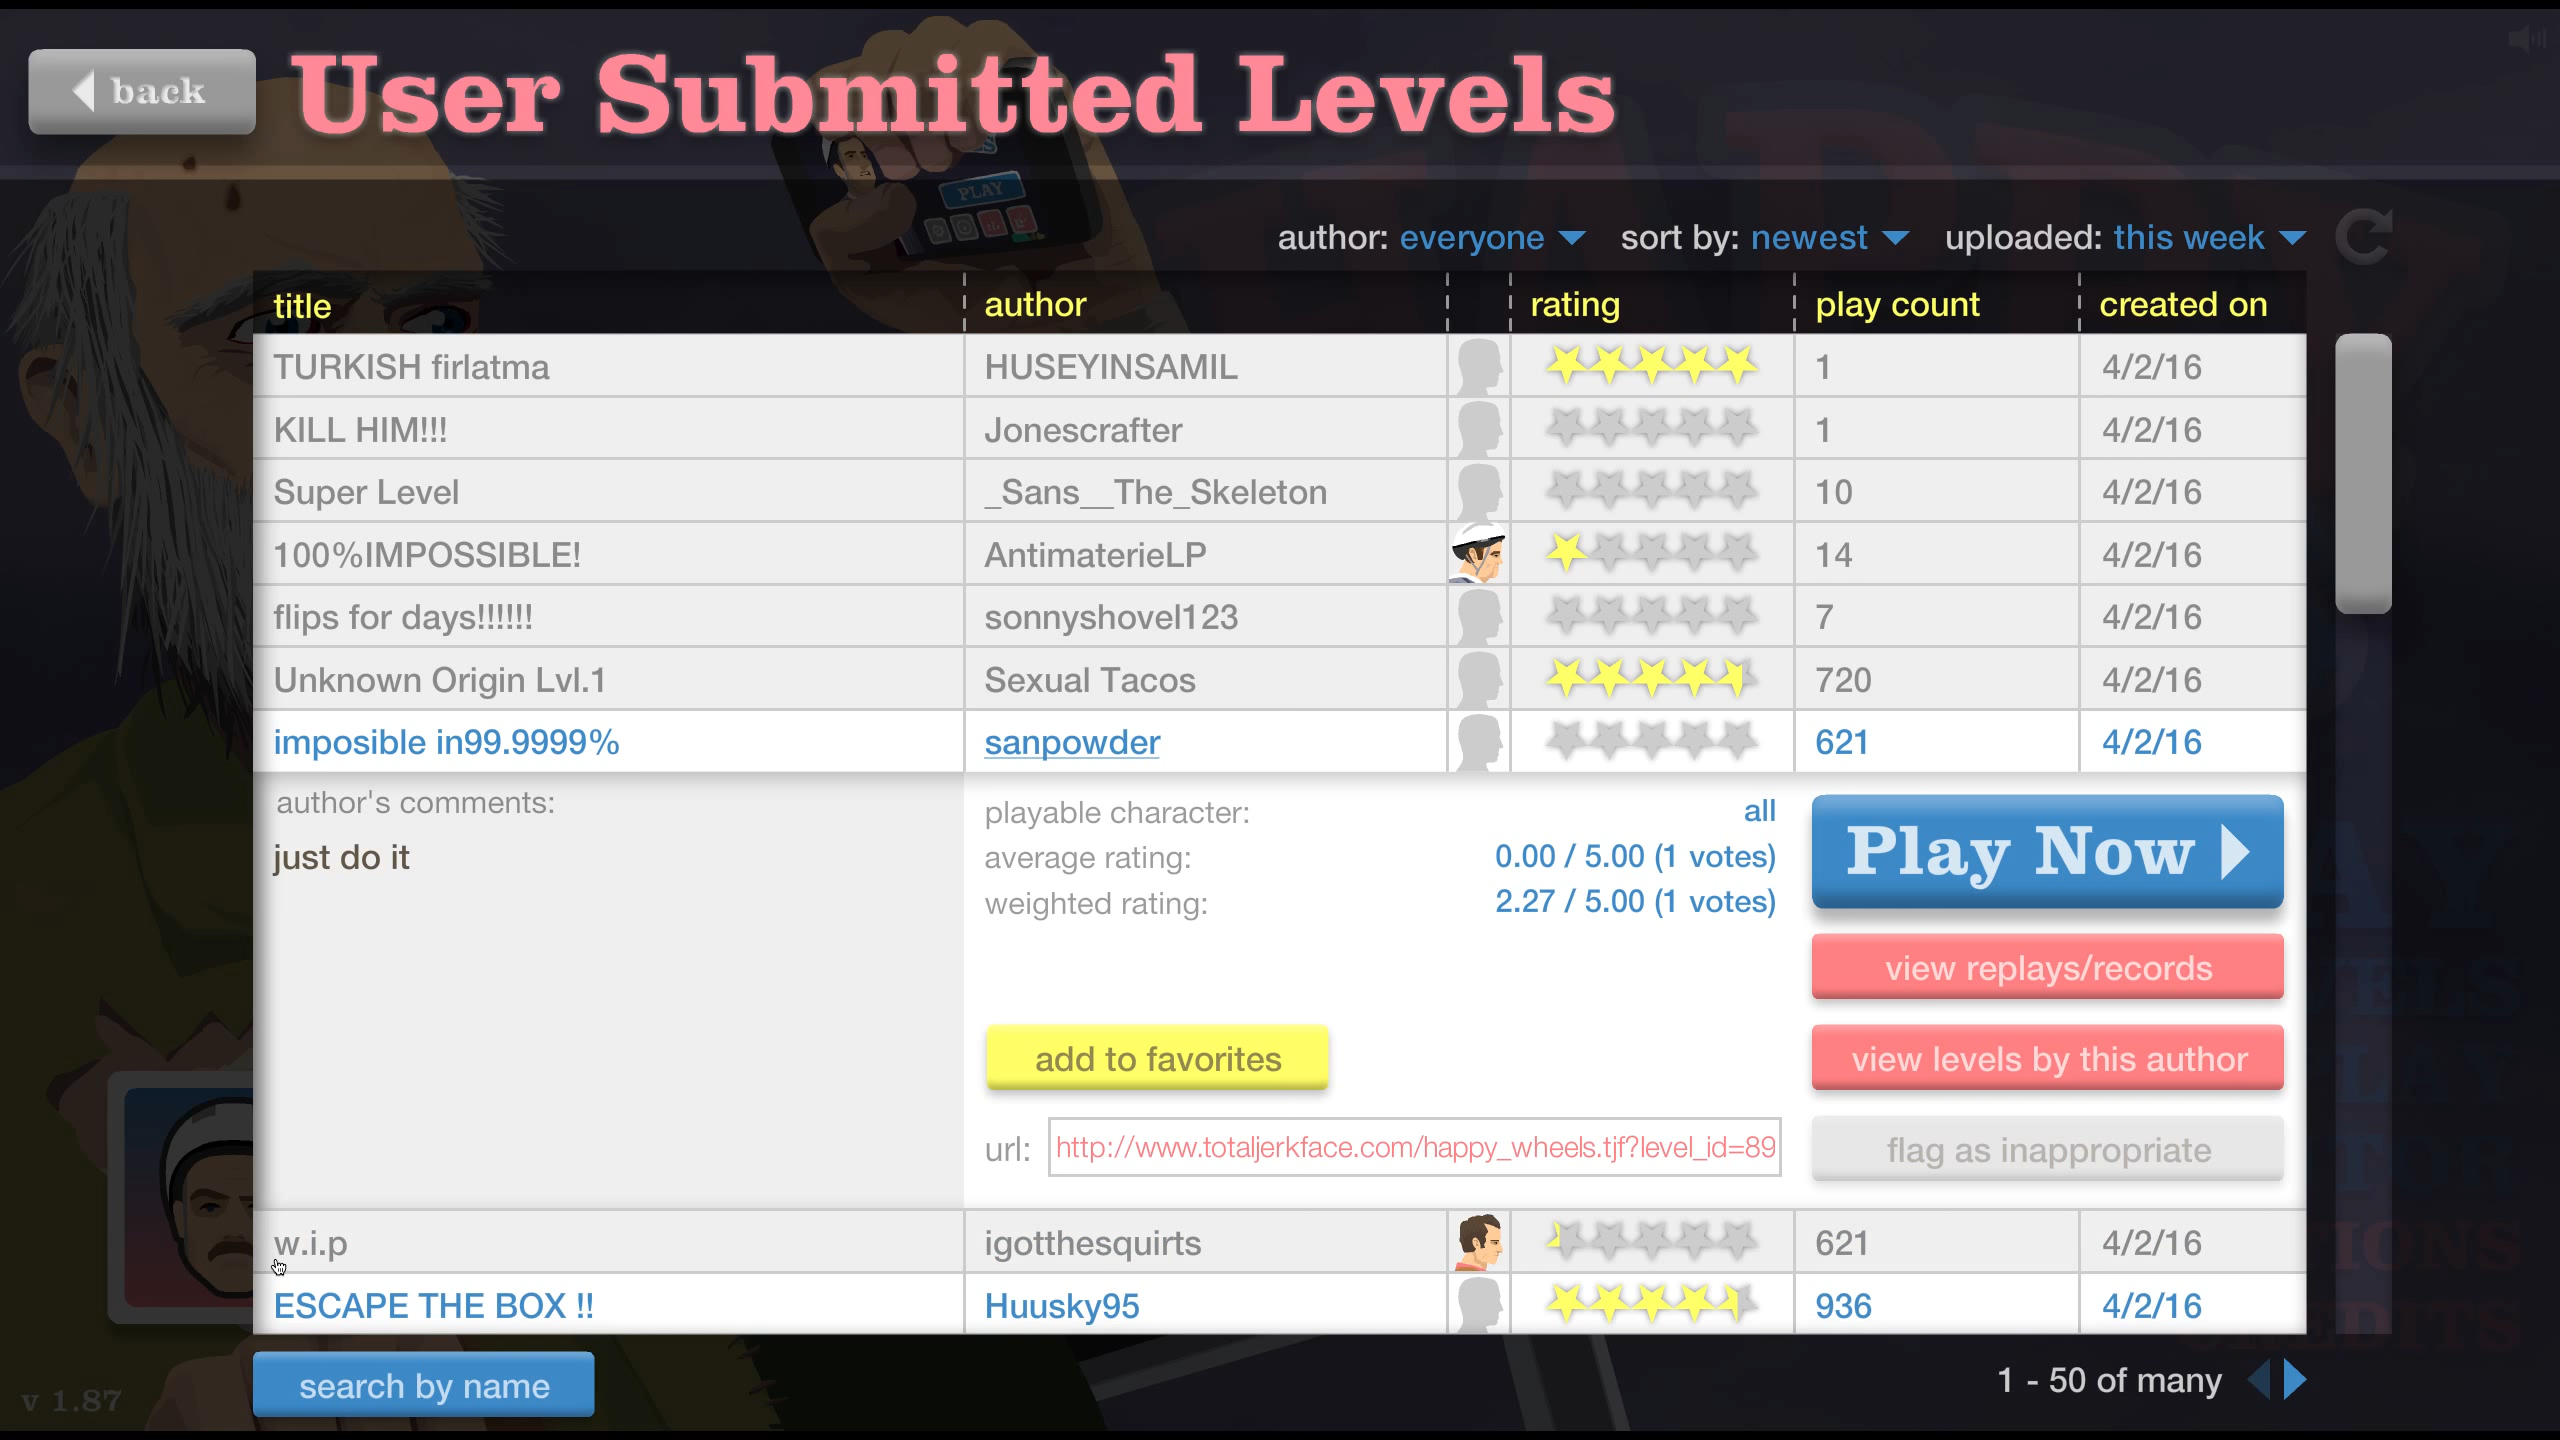 back
User Submitted Levels
PLAY
author: everyone sort by: newest uploaded: this week
title author rating play count created on
TURKISH firlatma HUSEYINSAMIL 1 4/2/16
KILL HIM!!! Jonescrafter 1 4/2/16
Super Level _Sans__The_Skeleton 10 4/2/16
100%IMPOSSIBLE! AntimaterieLP 14 4/2/16
flips for days!!!!!! sonnyshovel123 7 4/2/16
Unknown Origin Lvl.1 Sexual Tacos 720 4/2/16
imposible in99.9999% sanpowder 621 4/2/16
author's comments:
just do it
playable character: all
average rating: 0.00 / 5.00 (1 votes)
weighted rating: 2.27 / 5.00 (1 votes)
Play Now
view replays/records
add to favorites
view levels by this author
url: http://www.totaljerkface.com/happy_wheels.tjf?level_id=89
flag as inappropriate
w.i.p igotthesquirts 621 4/2/16
ESCAPE THE BOX !! Huusky95 936 4/2/16
search by name
1 - 50 of many
v 1.87